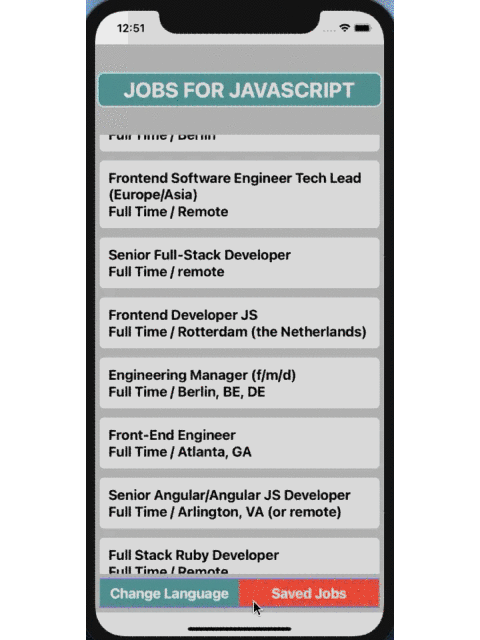 12:51
JOBS FOR JAVASCRIPT
Full Time / Berlin
Frontend Software Engineer Tech Lead
(Europe/Asia)
Full Time / Remote
Senior Full-Stack Developer
Full Time / remote
Frontend Developer JS
Full Time / Rotterdam (the Netherlands)
Engineering Manager (f/m/d)
Full Time / Berlin, BE, DE
Front-End Engineer
Full Time / Atlanta, GA
Senior Angular/Angular JS Developer
Full Time / Arlington, VA (or remote)
Full Stack Ruby Developer
Full Time / Remote
Change Language
Saved Jobs